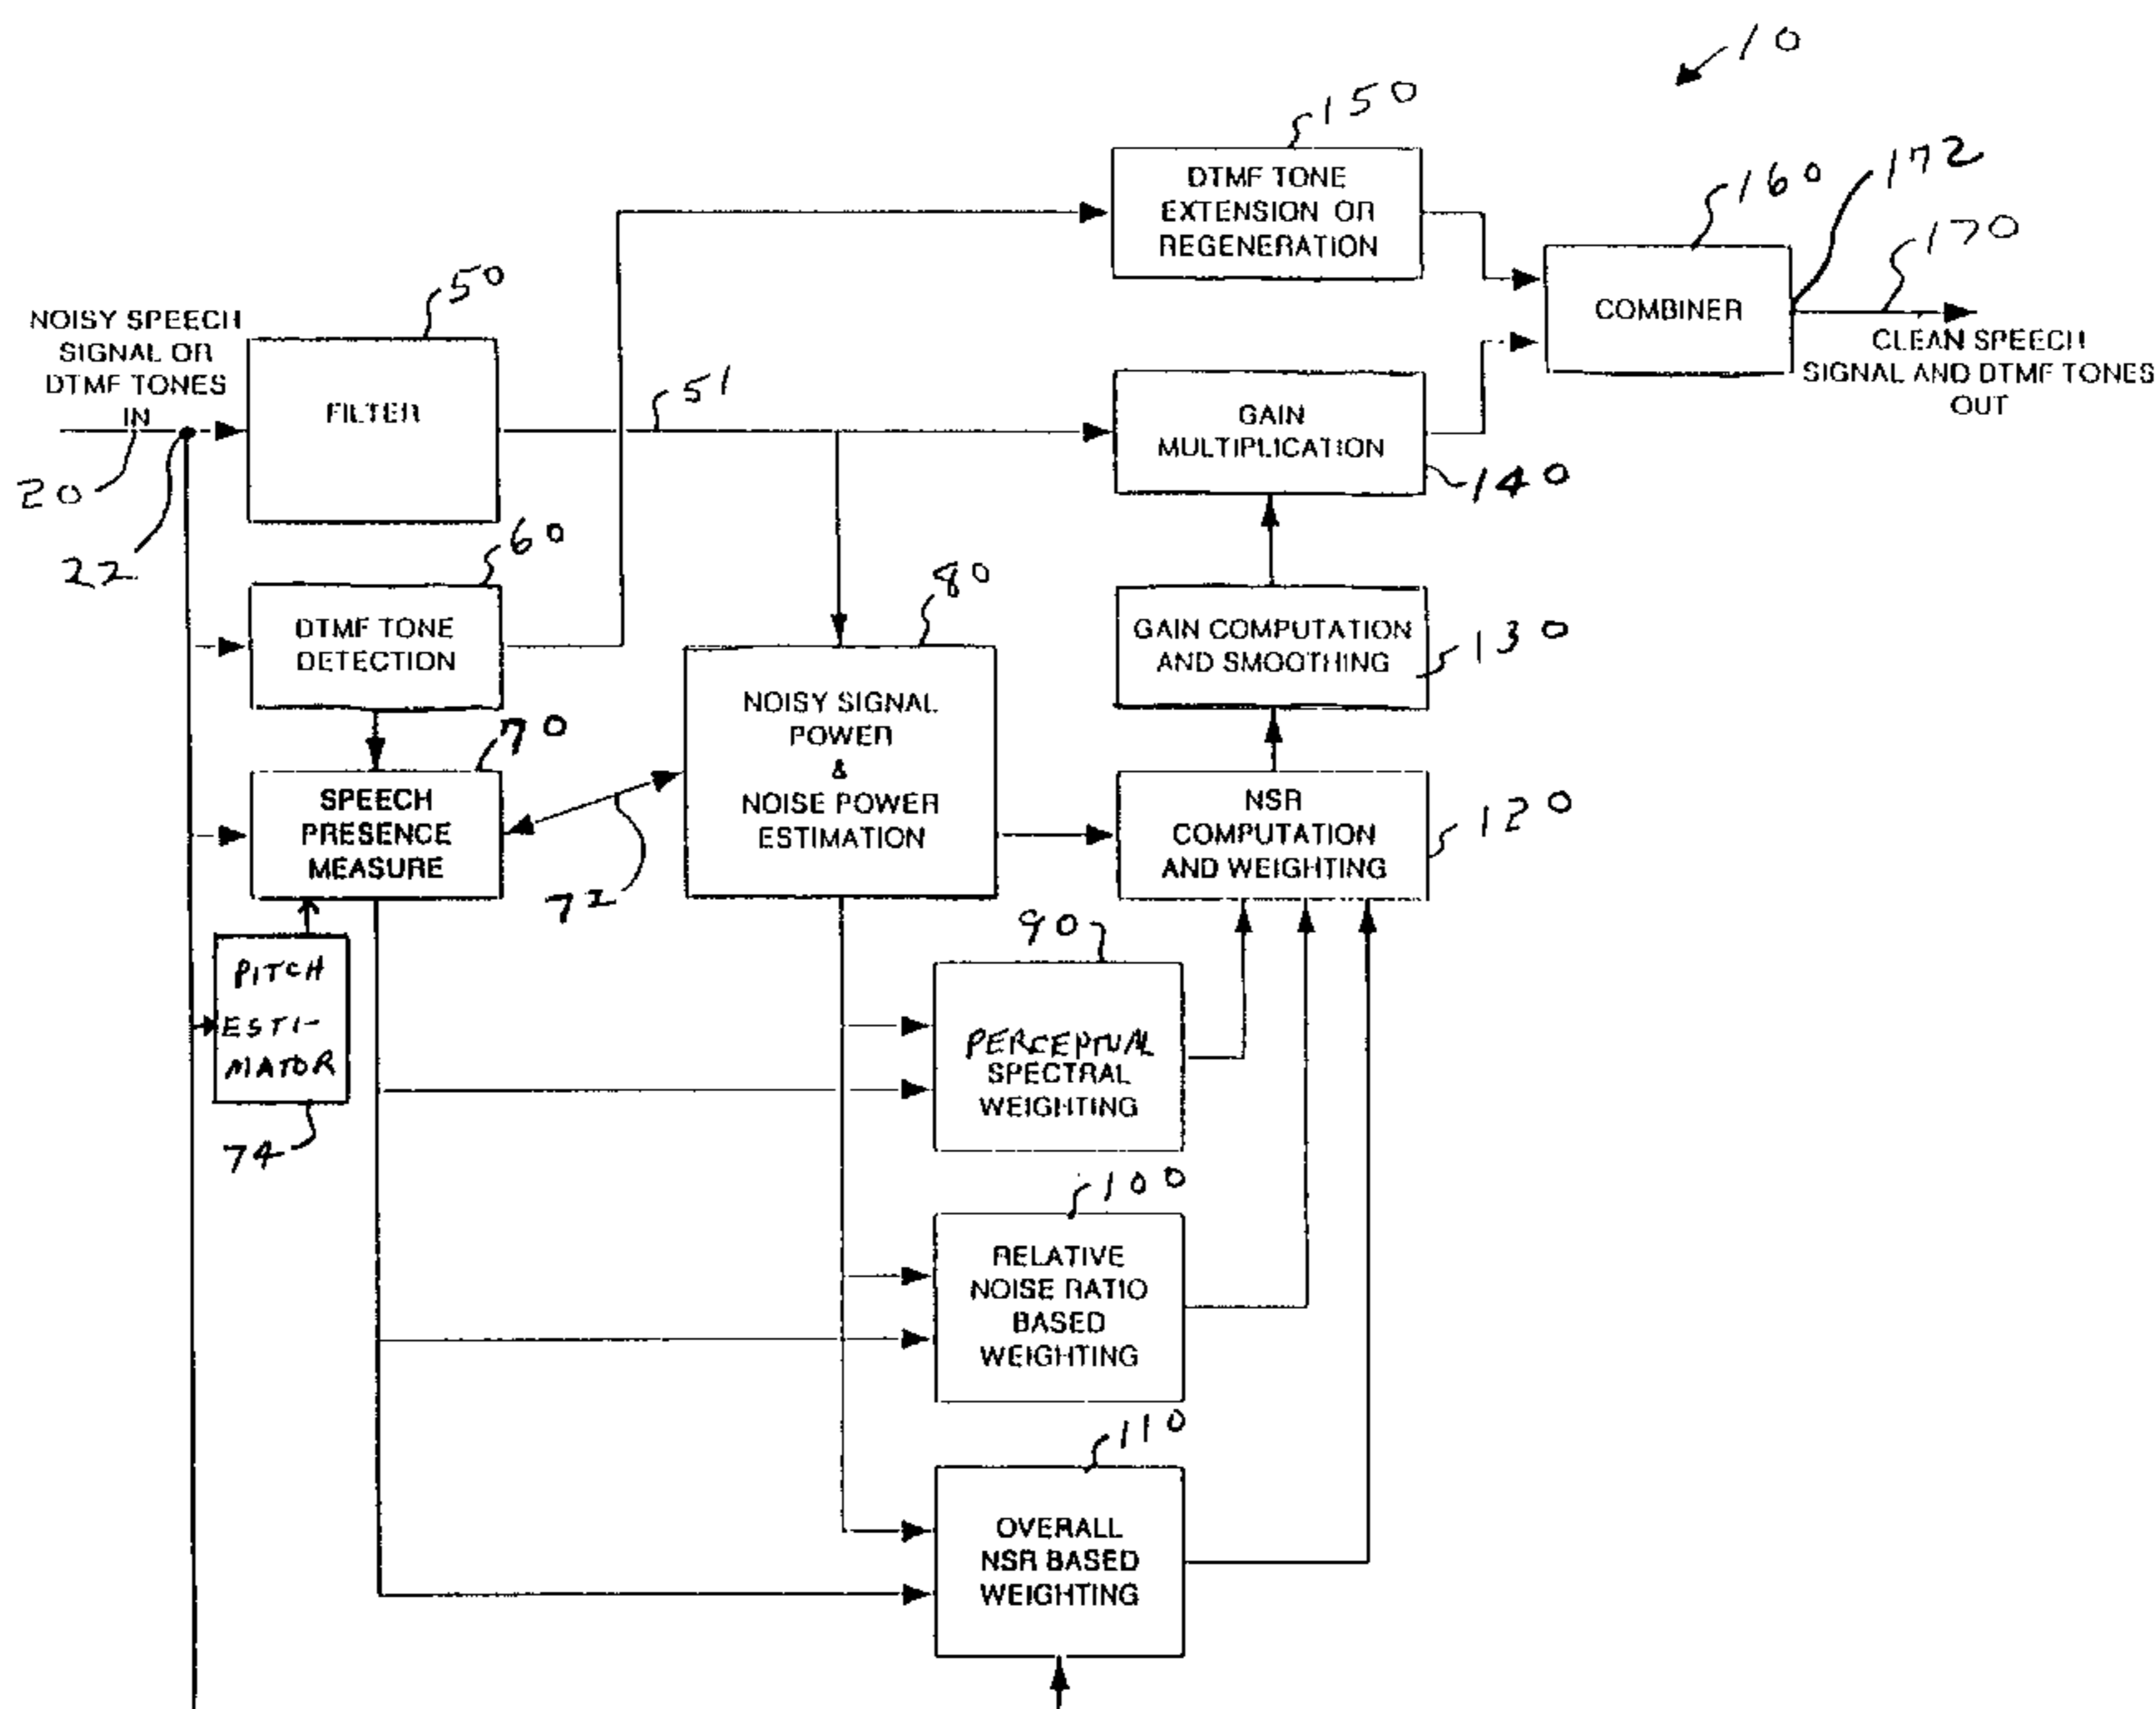 10
150
DTMF TONE
EXTENSION OR
REGENERATION
160
172
170
COMBINER
CLEAN SPEECH
SIGNAL AND DTMF TONES
OUT
NOISY SPEECH
SIGNAL OR
DTMF TONES
IN
20
22
50
FILTER
51
GAIN
MULTIPLICATION
140
60
DTMF TONE
DETECTION
80
NOISY SIGNAL
POWER
&
NOISE POWER
ESTIMATION
GAIN COMPUTATION
AND SMOOTHING
130
70
SPEECH
PRESENCE
MEASURE
72
NSR
COMPUTATION
AND WEIGHTING
120
PITCH
ESTI-
MATOR
74
90
PERCEPTUAL
SPECTRAL
WEIGHTING
100
RELATIVE
NOISE RATIO
BASED
WEIGHTING
110
OVERALL
NSR BASED
WEIGHTING